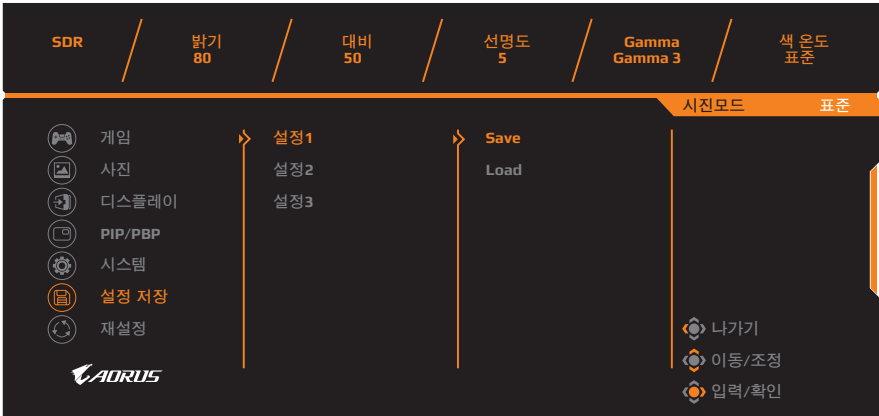 SDR
밝기
80
대비
50
선명도
5
Gamma
Gamma 3
색 온도
표준
시진모드 표준
게임 설정1 Save
사진 설정2 Load
디스플레이 설정3
PIP/PBP
시스템
설정 저장
재설정
나가기
이동/조정
입력/확인
AORUS